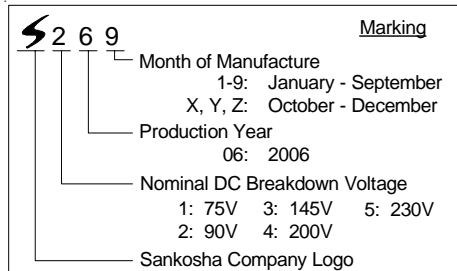 Marking
2 6 9
Month of Manufacture
1-9: January - September
X, Y, Z: October - December
Production Year
06: 2006
Nominal DC Breakdown Voltage
1: 75V 3: 145V 5: 230V
2: 90V 4: 200V
Sankosha Company Logo